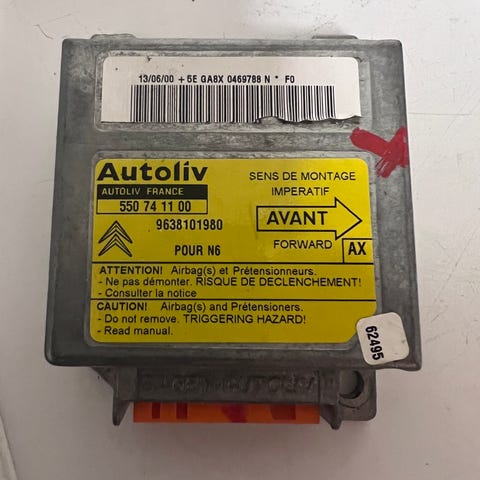 13/06/00 +5E GA8X 0469788 N * F0
Autoliv
AUTOLIV FRANCE
550 74 11 00
9638101980
POUR N6
SENS DE MONTAGE
IMPERATIF
AVANT
FORWARD
AX
ATTENTION! Airbag(s) et Prétensionneurs.
- Ne pas démonter. RISQUE DE DECLENCHEMENT!
- Consulter la notice
CAUTION! Airbag(s) and Pretensioners.
- Do not remove. TRIGGERING HAZARD!
- Read manual.
62495